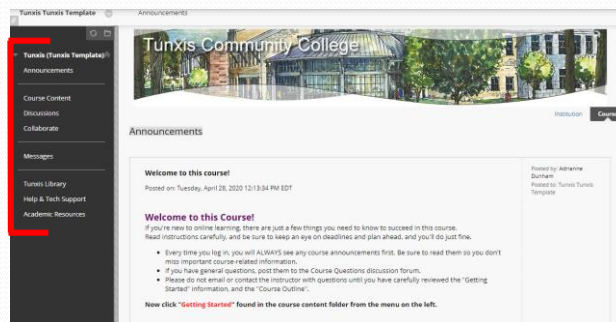 Tunxis Tunxis Template
Announcements
Tunxis (Tunxis Template)
Announcements
Course Content
Discussions
Collaborate
Messages
Tunxis Library
Help & Tech Support
Academic Resources
Tunxis Community College
Institution
Course
Announcements
Welcome to this course!
Posted on: Tuesday, April 28, 2020 12:13:34 PM EDT
Posted by: Adrianne
Dunham
Posted to: Tunxis Tunxis
Template
Welcome to this Course!
If you're new to online learning, there are just a few things you need to know to succeed in this course.
Read instructions carefully, and be sure to keep an eye on deadlines and plan ahead, and you'll do just fine.
• Every time you log in, you will ALWAYS see any course announcements first. Be sure to read them so you don't
miss important course-related information.
• If you have general questions, post them to the Course Questions discussion forum.
• Please do not email or contact the instructor with questions until you have carefully reviewed the "Getting
Started" information, and the "Course Outline".
Now click "Getting Started" found in the course content folder from the menu on the left.